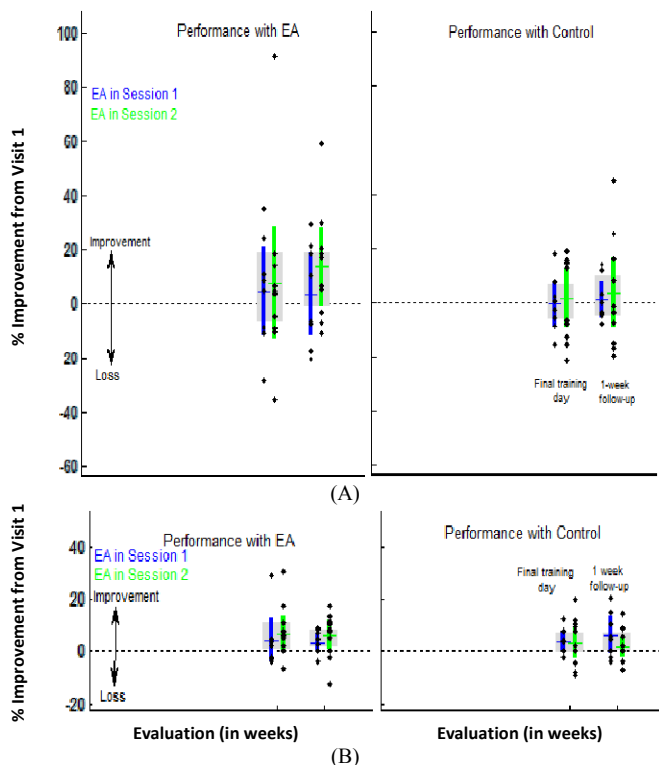 Performance with EA
Performance with Control
100
80
60
40
20
0
20
-40
-60
% Improvement from Visit 1
EA in Session 1
EA in Session 2
Improvement
Loss
Final training
day
1-week
follow-up
(A)
Performance with EA
Performance with Control
40
20
0
-20
% Improvement from Visit 1
EA in Session 1
EA in Session 2
Improvement
Loss
Final training
day
1 week
follow-up
Evaluation (in weeks)
Evaluation (in weeks)
(B)